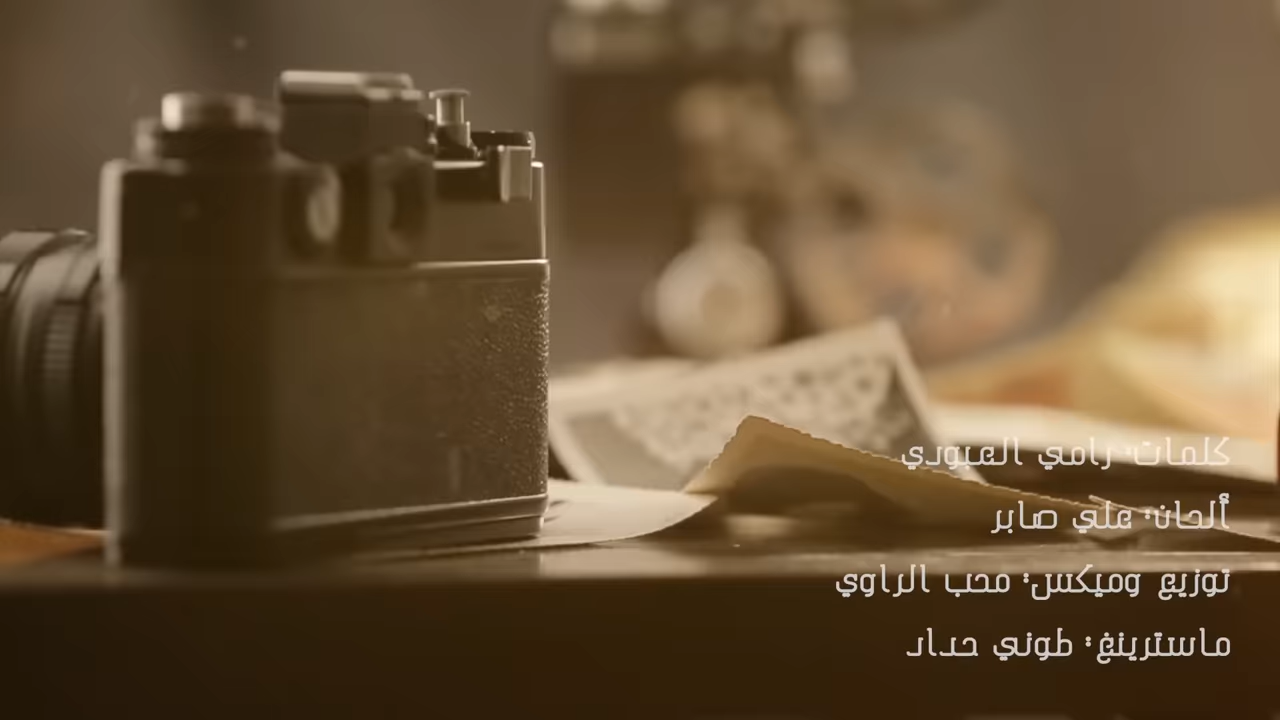 كلمات: رامي العبودي
ألحان: علي صابر
توزيع وميكس: محب الراوي
ماسترينغ: طوني حداد